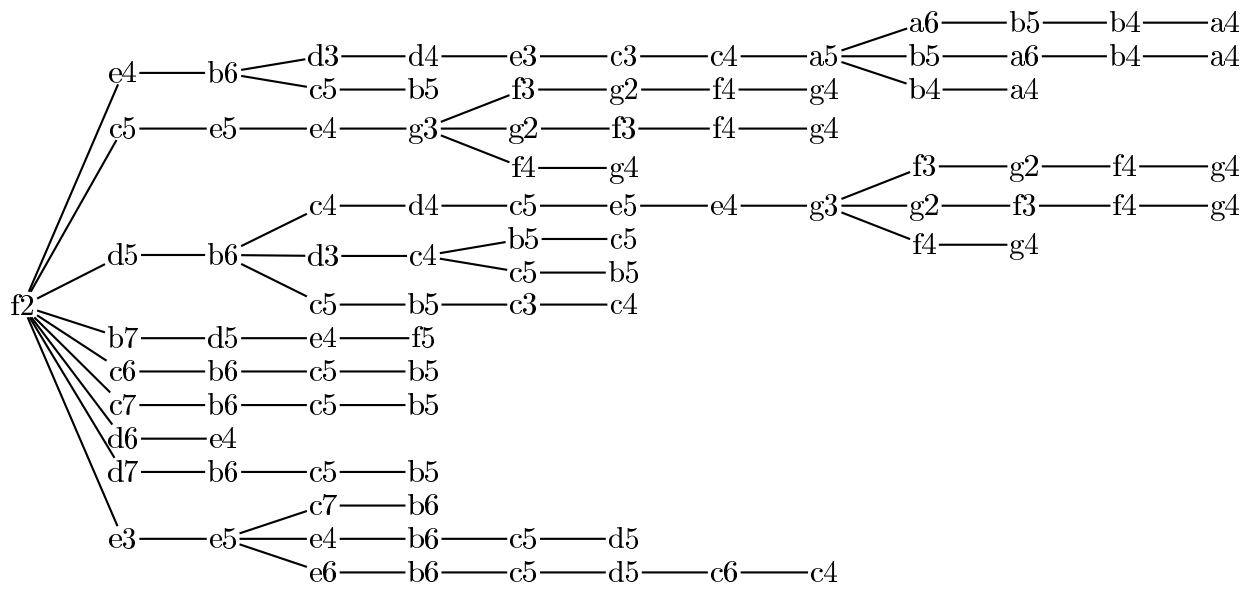 a6 b5 b4 a4
d3 d4 e3 c3 c4 a5 b5 a6 b4 a4
e4 b6
c5 b5 f3 g2 f4 g4 b4 a4
c5 e5 e4 g3 g2 f3 f4 g4
f4 g4 f3 g2 f4 g4
c4 d4 c5 e5 e4 g3 g2 f3 f4 g4
b5 c5 f4 g4
d5 b6 d3 c4
c5 b5
f2 c5 b5 c3 c4
b7 d5 e4 f5
c6 b6 c5 b5
c7 b6 c5 b5
d6 e4
d7 b6 c5 b5
c7 b6
e3 e5 e4 b6 c5 d5
e6 b6 c5 d5 c6 c4